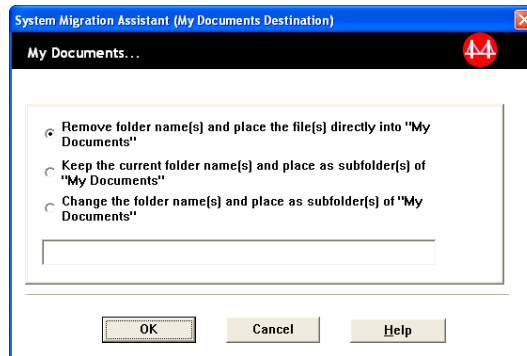 System Migration Assistant (My Documents Destination)
My Documents...
Remove folder name(s) and place the file(s) directly into "My
Documents"
Keep the current folder name(s) and place as subfolder(s) of
"My Documents"
Change the folder name(s) and place as subfolder(s) of "My
Documents"
OK
Cancel
Help